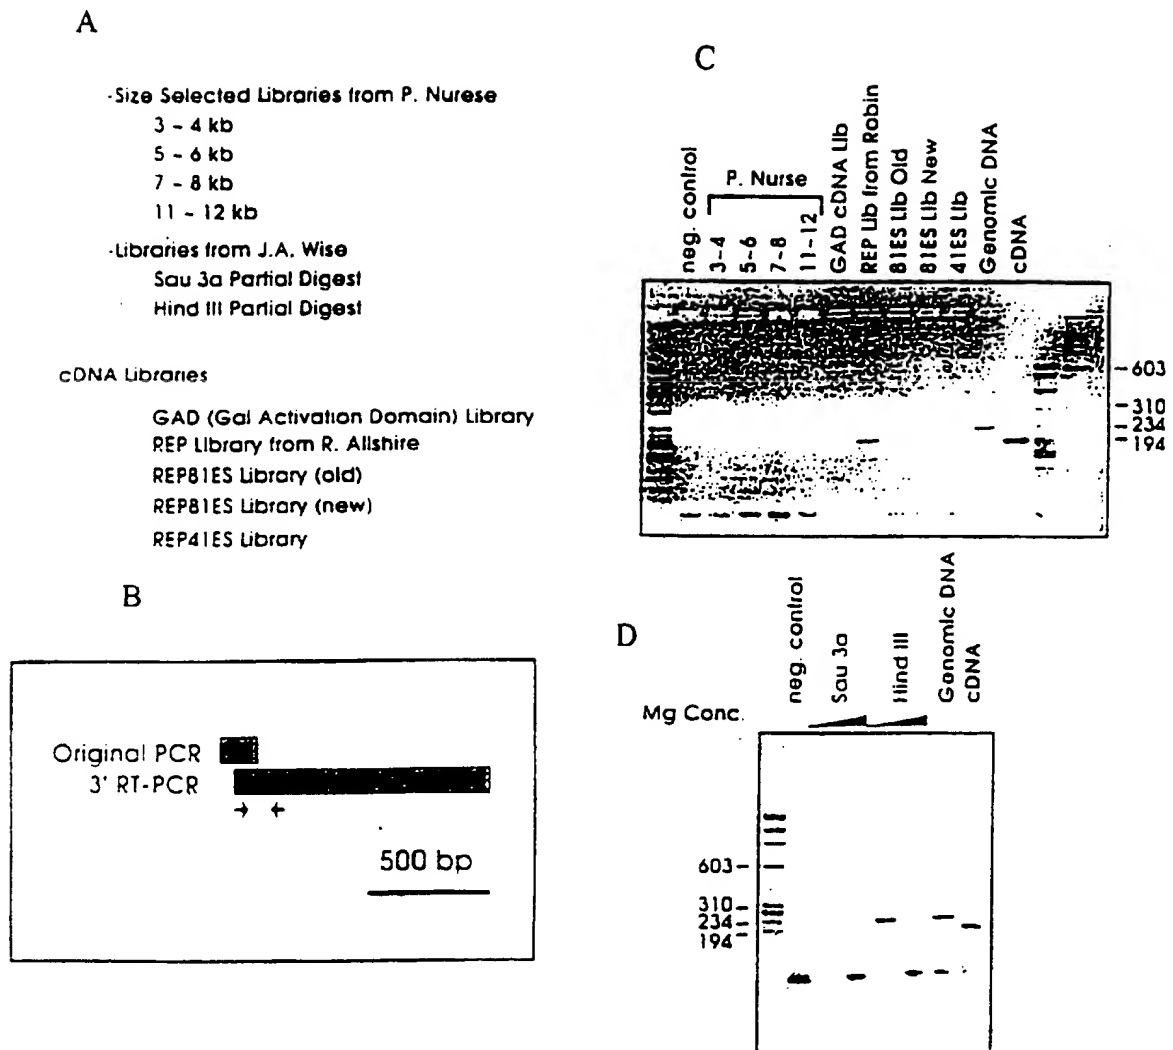 A
-Size Selected Libraries from P. Nurese
3 - 4 kb
5 - 6 kb
7 - 8 kb
11 - 12 kb
-Libraries from J.A. Wise
Sau 3a Partial Digest
Hind III Partial Digest
cDNA Libraries
GAD (Gal Activation Domain) Library
REP Library from R. Allshire
REP81ES Library (old)
REP81ES Library (new)
REP41ES Library
B
Original PCR
3' RT-PCR
500 bp
C
neg. control
P. Nurse
3-4
5-6
7-8
11-12
GAD cDNA Lib
REP Lib from Robin
81ES Lib Old
81ES Lib New
41ES Lib
Genomic DNA
cDNA
603
310
234
194
D
neg. control
Sau 3a
Hind III
Genomic DNA
cDNA
Mg Conc.
603
310
234
194